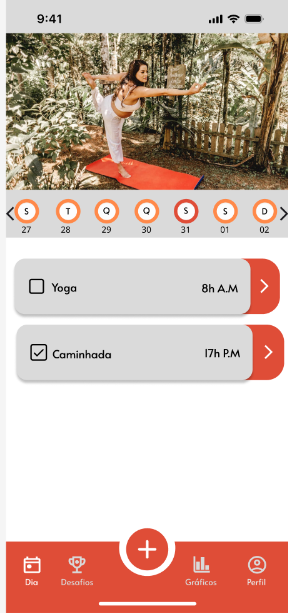 9:41
S T Q Q S S D
27 28 29 30 31 01 02
Yoga 8h A.M
Caminhada 17h P.M
Dia Desafios Gráficos Perfil